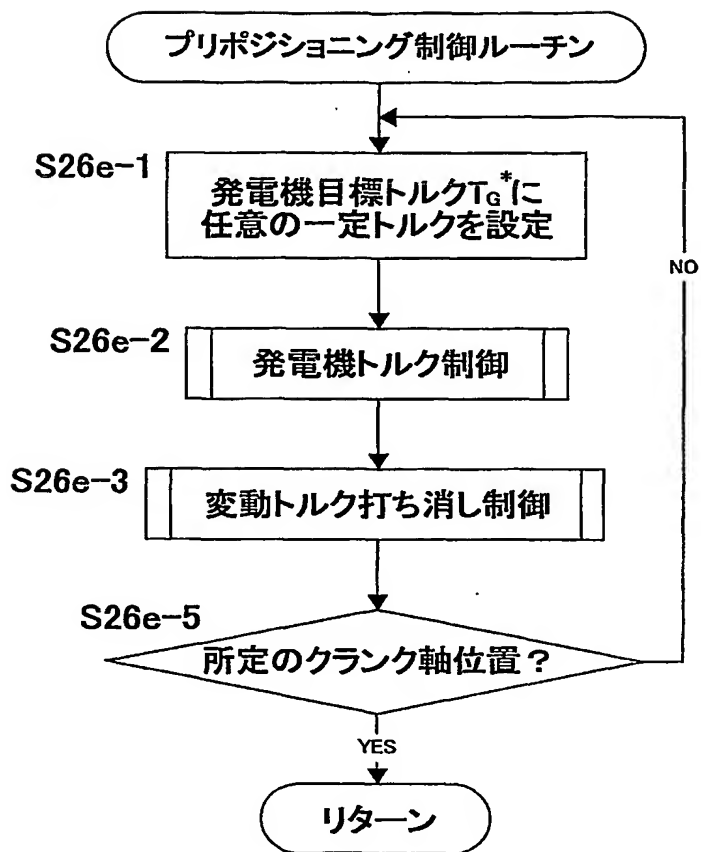 プリポジショニング制御ルーチン
S26e-1
発電機目標トルクTG*に
任意の一定トルクを設定
NO
S26e-2
発電機トルク制御
S26e-3
変動トルク打ち消し制御
S26e-5
所定のクランク軸位置?
YES
リターン